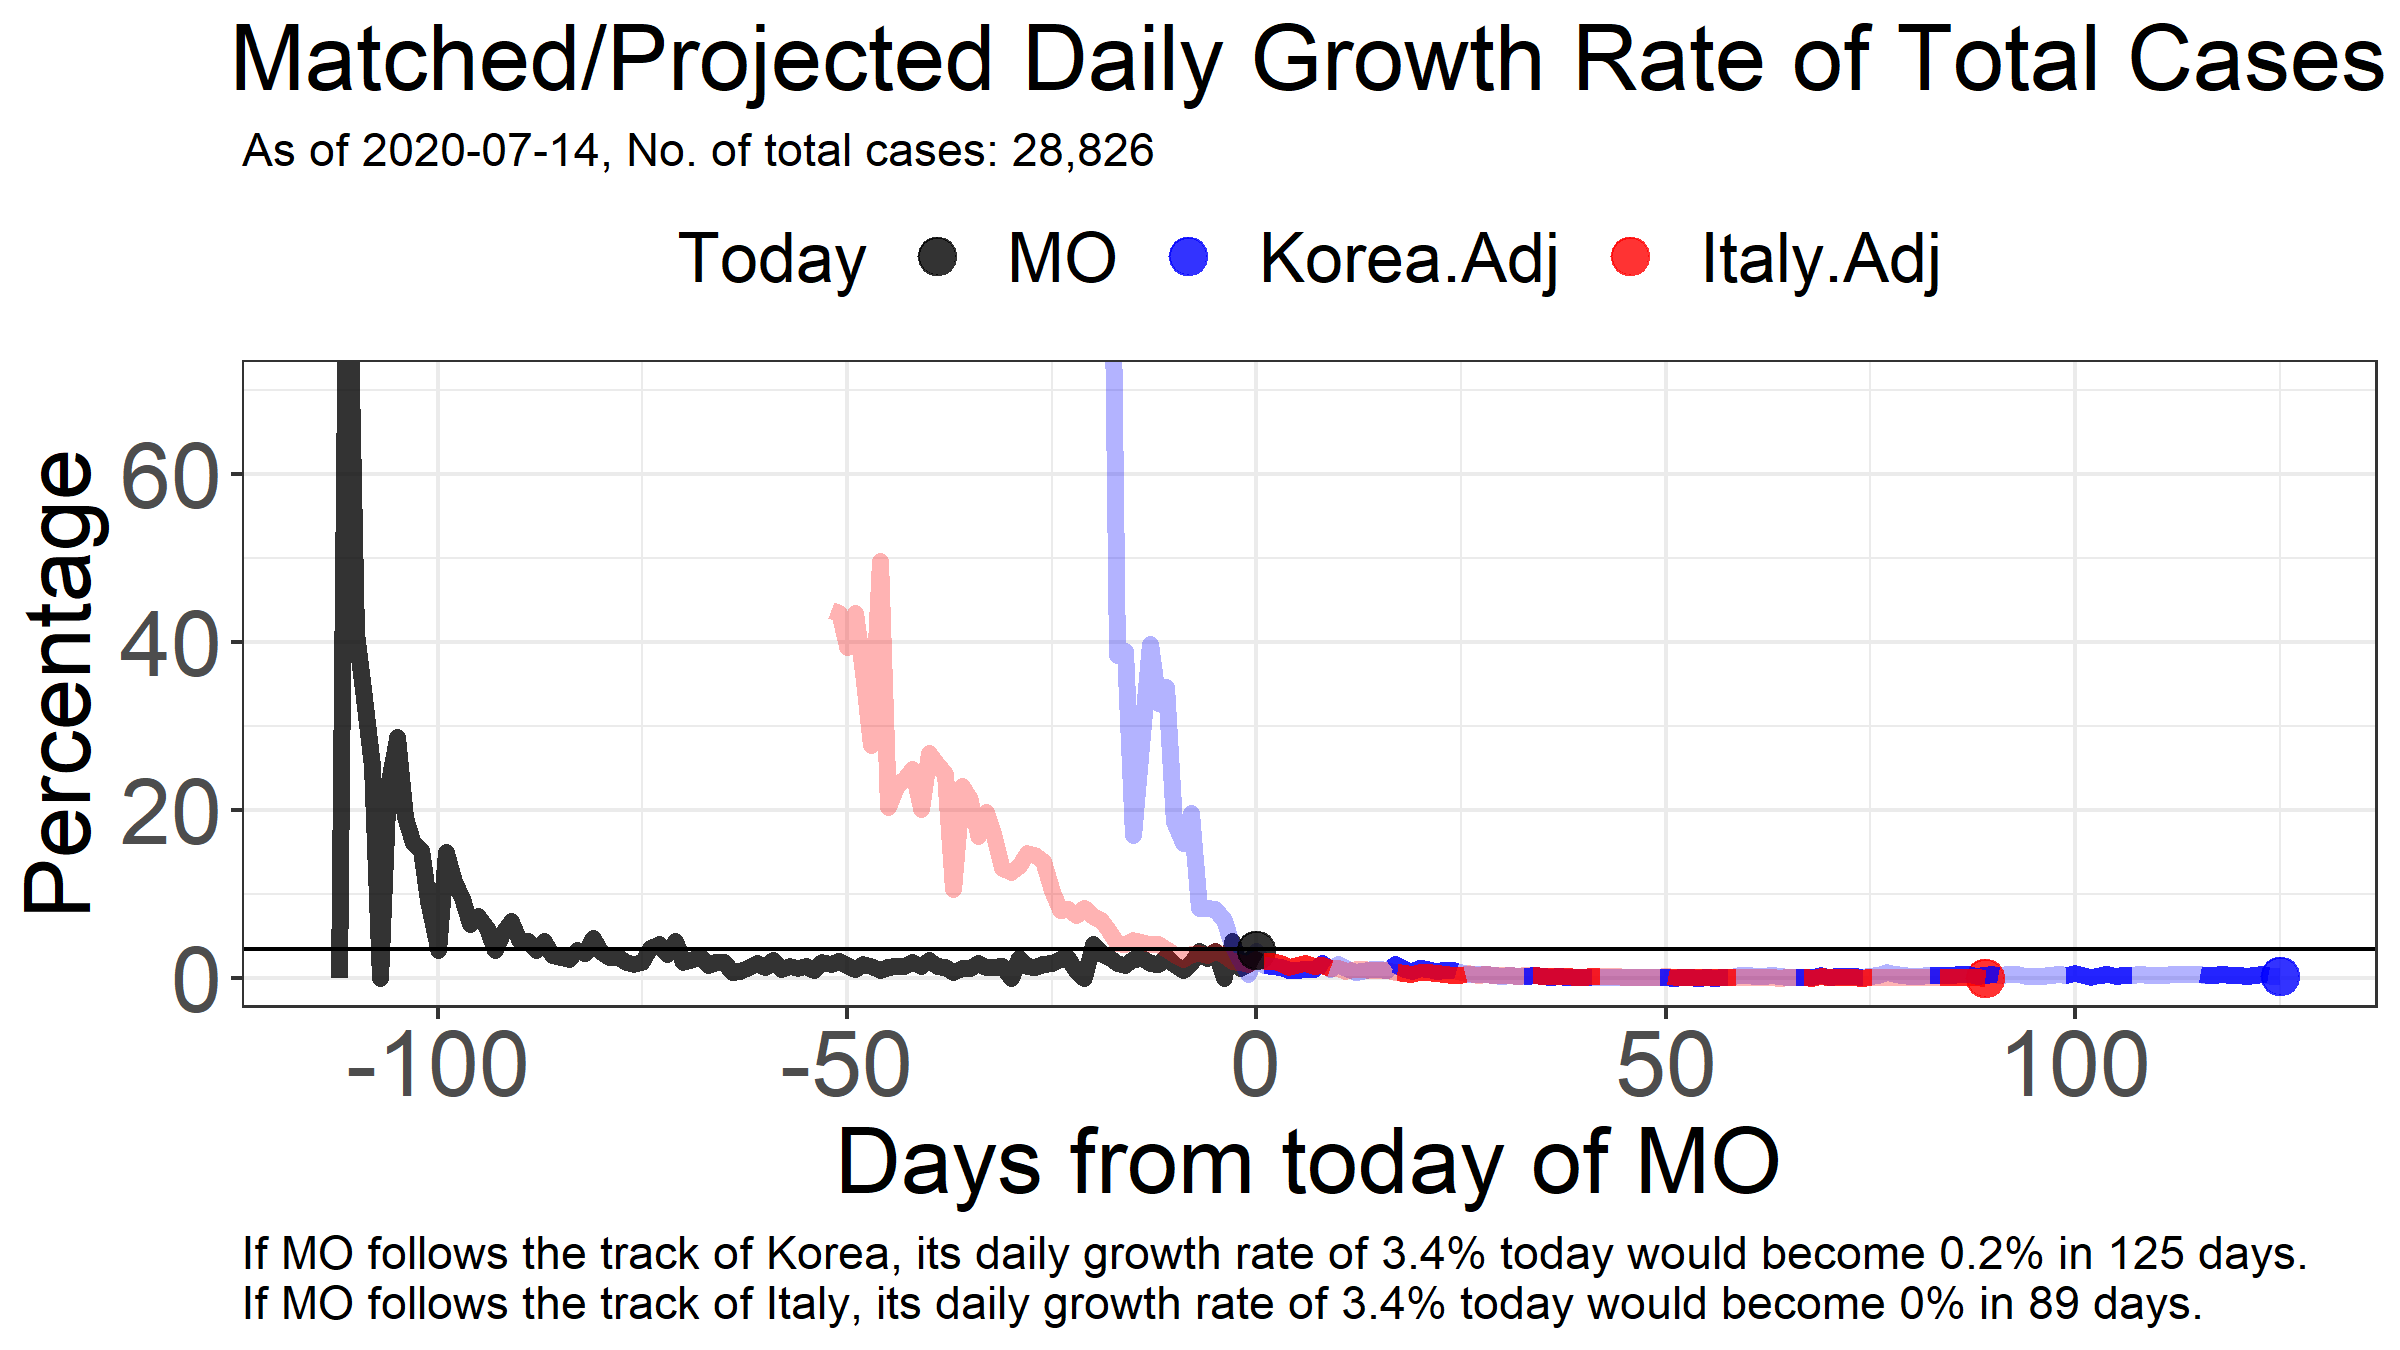 Matched/Projected Daily Growth Rate of Total Cases
As of 2020-07-14, No. of total cases: 28,826
Today MO Korea.Adj Italy.Adj
Percentage
60
40
20
0
-100 -50 0 50 100
Days from today of MO
If MO follows the track of Korea, its daily growth rate of 3.4% today would become 0.2% in 125 days.
If MO follows the track of Italy, its daily growth rate of 3.4% today would become 0% in 89 days.